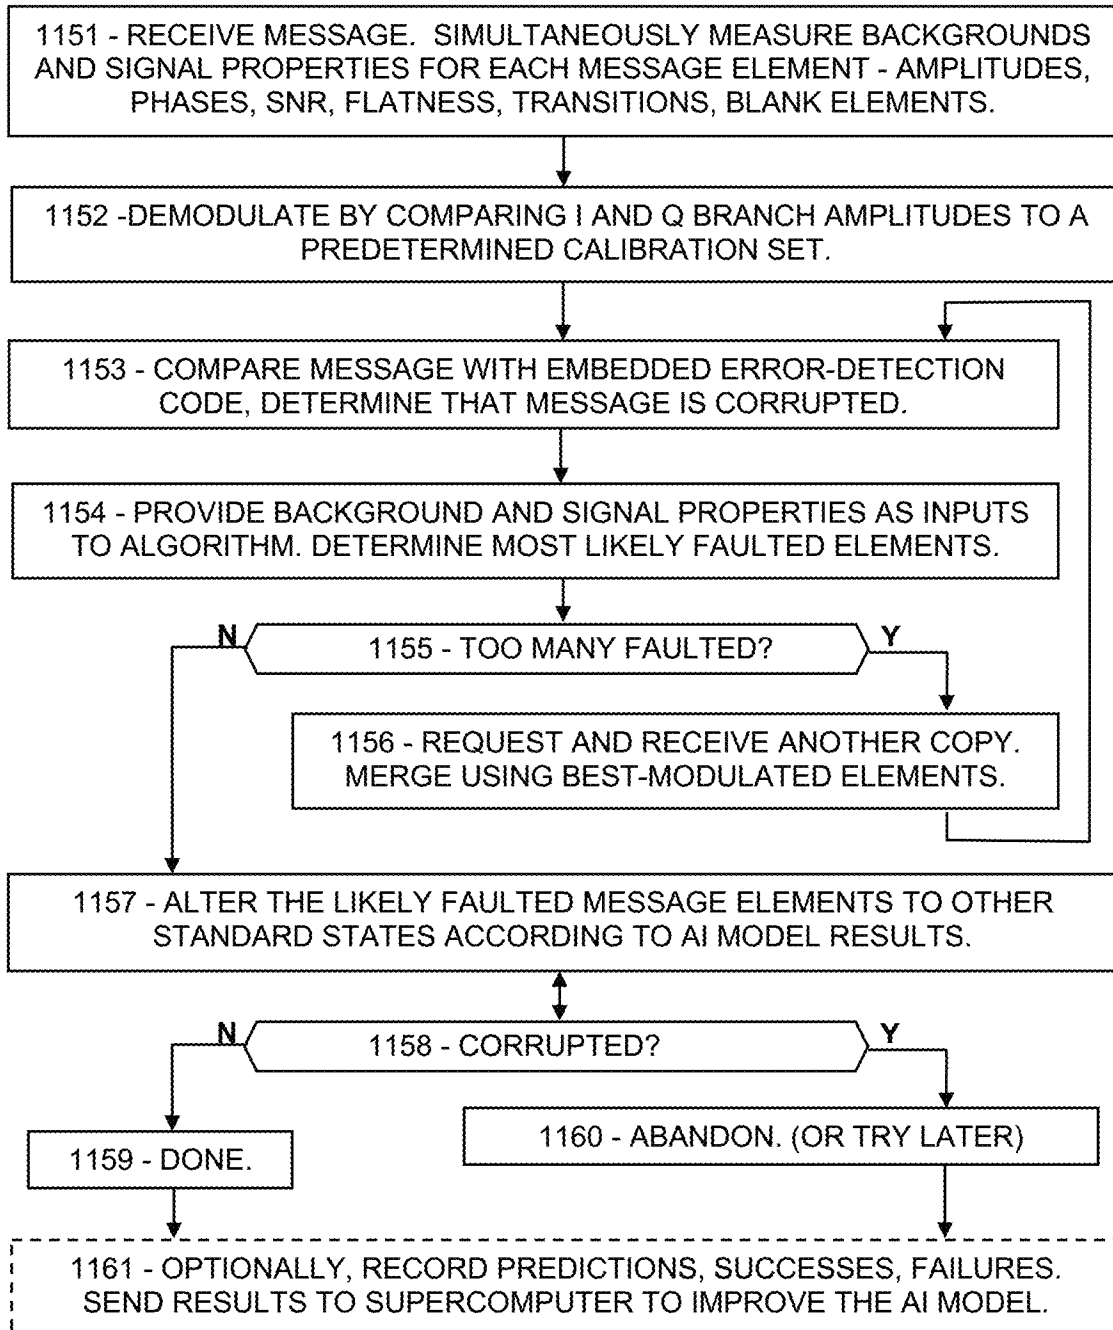 1151 - RECEIVE MESSAGE. SIMULTANEOUSLY MEASURE BACKGROUNDS
AND SIGNAL PROPERTIES FOR EACH MESSAGE ELEMENT - AMPLITUDES,
PHASES, SNR, FLATNESS, TRANSITIONS, BLANK ELEMENTS.
1152 -DEMODULATE BY COMPARING I AND Q BRANCH AMPLITUDES TO A
PREDETERMINED CALIBRATION SET.
1153 - COMPARE MESSAGE WITH EMBEDDED ERROR-DETECTION
CODE, DETERMINE THAT MESSAGE IS CORRUPTED.
1154 - PROVIDE BACKGROUND AND SIGNAL PROPERTIES AS INPUTS
TO ALGORITHM. DETERMINE MOST LIKELY FAULTED ELEMENTS.
N
1155 - TOO MANY FAULTED?
Y
1156 - REQUEST AND RECEIVE ANOTHER COPY.
MERGE USING BEST-MODULATED ELEMENTS.
1157 - ALTER THE LIKELY FAULTED MESSAGE ELEMENTS TO OTHER
STANDARD STATES ACCORDING TO AI MODEL RESULTS.
N
1158 - CORRUPTED?
Y
1159 - DONE.
1160 - ABANDON. (OR TRY LATER)
1161 - OPTIONALLY, RECORD PREDICTIONS, SUCCESSES, FAILURES.
SEND RESULTS TO SUPERCOMPUTER TO IMPROVE THE AI MODEL.